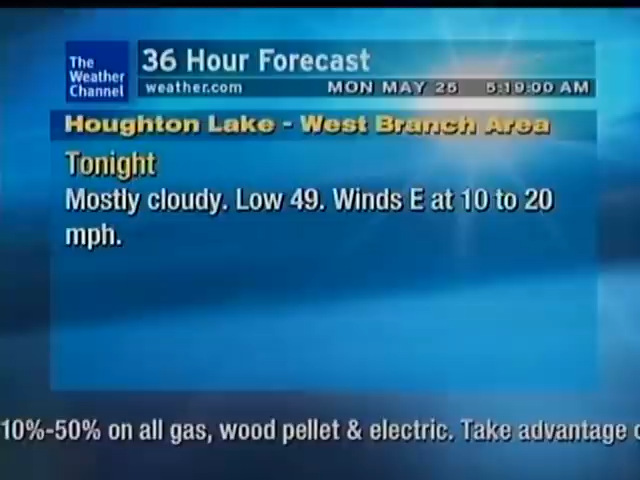 The
Weather
Channel
36 Hour Forecast
weather.com MON MAY 25 5:19:00 AM
Houghton Lake - West Branch Area
Tonight
Mostly cloudy. Low 49. Winds E at 10 to 20
mph.
10%-50% on all gas, wood pellet & electric. Take advantage